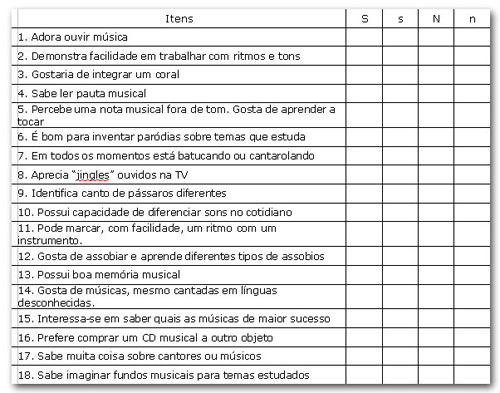 Itens S s N n
1. Adora ouvir música
2. Demonstra facilidade em trabalhar com ritmos e tons
3. Gostaria de integrar um coral
4. Sabe ler pauta musical
5. Percebe uma nota musical fora de tom. Gosta de aprender a
tocar
6. É bom para inventar paródias sobre temas que estuda
7. Em todos os momentos está batucando ou cantarolando
8. Aprecia “jingles” ouvidos na TV
9. Identifica canto de pássaros diferentes
10. Possui capacidade de diferenciar sons no cotidiano
11. Pode marcar, com facilidade, um ritmo com um
instrumento.
12. Gosta de assobiar e aprende diferentes tipos de assobios
13. Possui boa memória musical
14. Gosta de músicas, mesmo cantadas em línguas
desconhecidas.
15. Interessa-se em saber quais as músicas de maior sucesso
16. Prefere comprar um CD musical a outro objeto
17. Sabe muita coisa sobre cantores ou músicos
18. Sabe imaginar fundos musicais para temas estudados